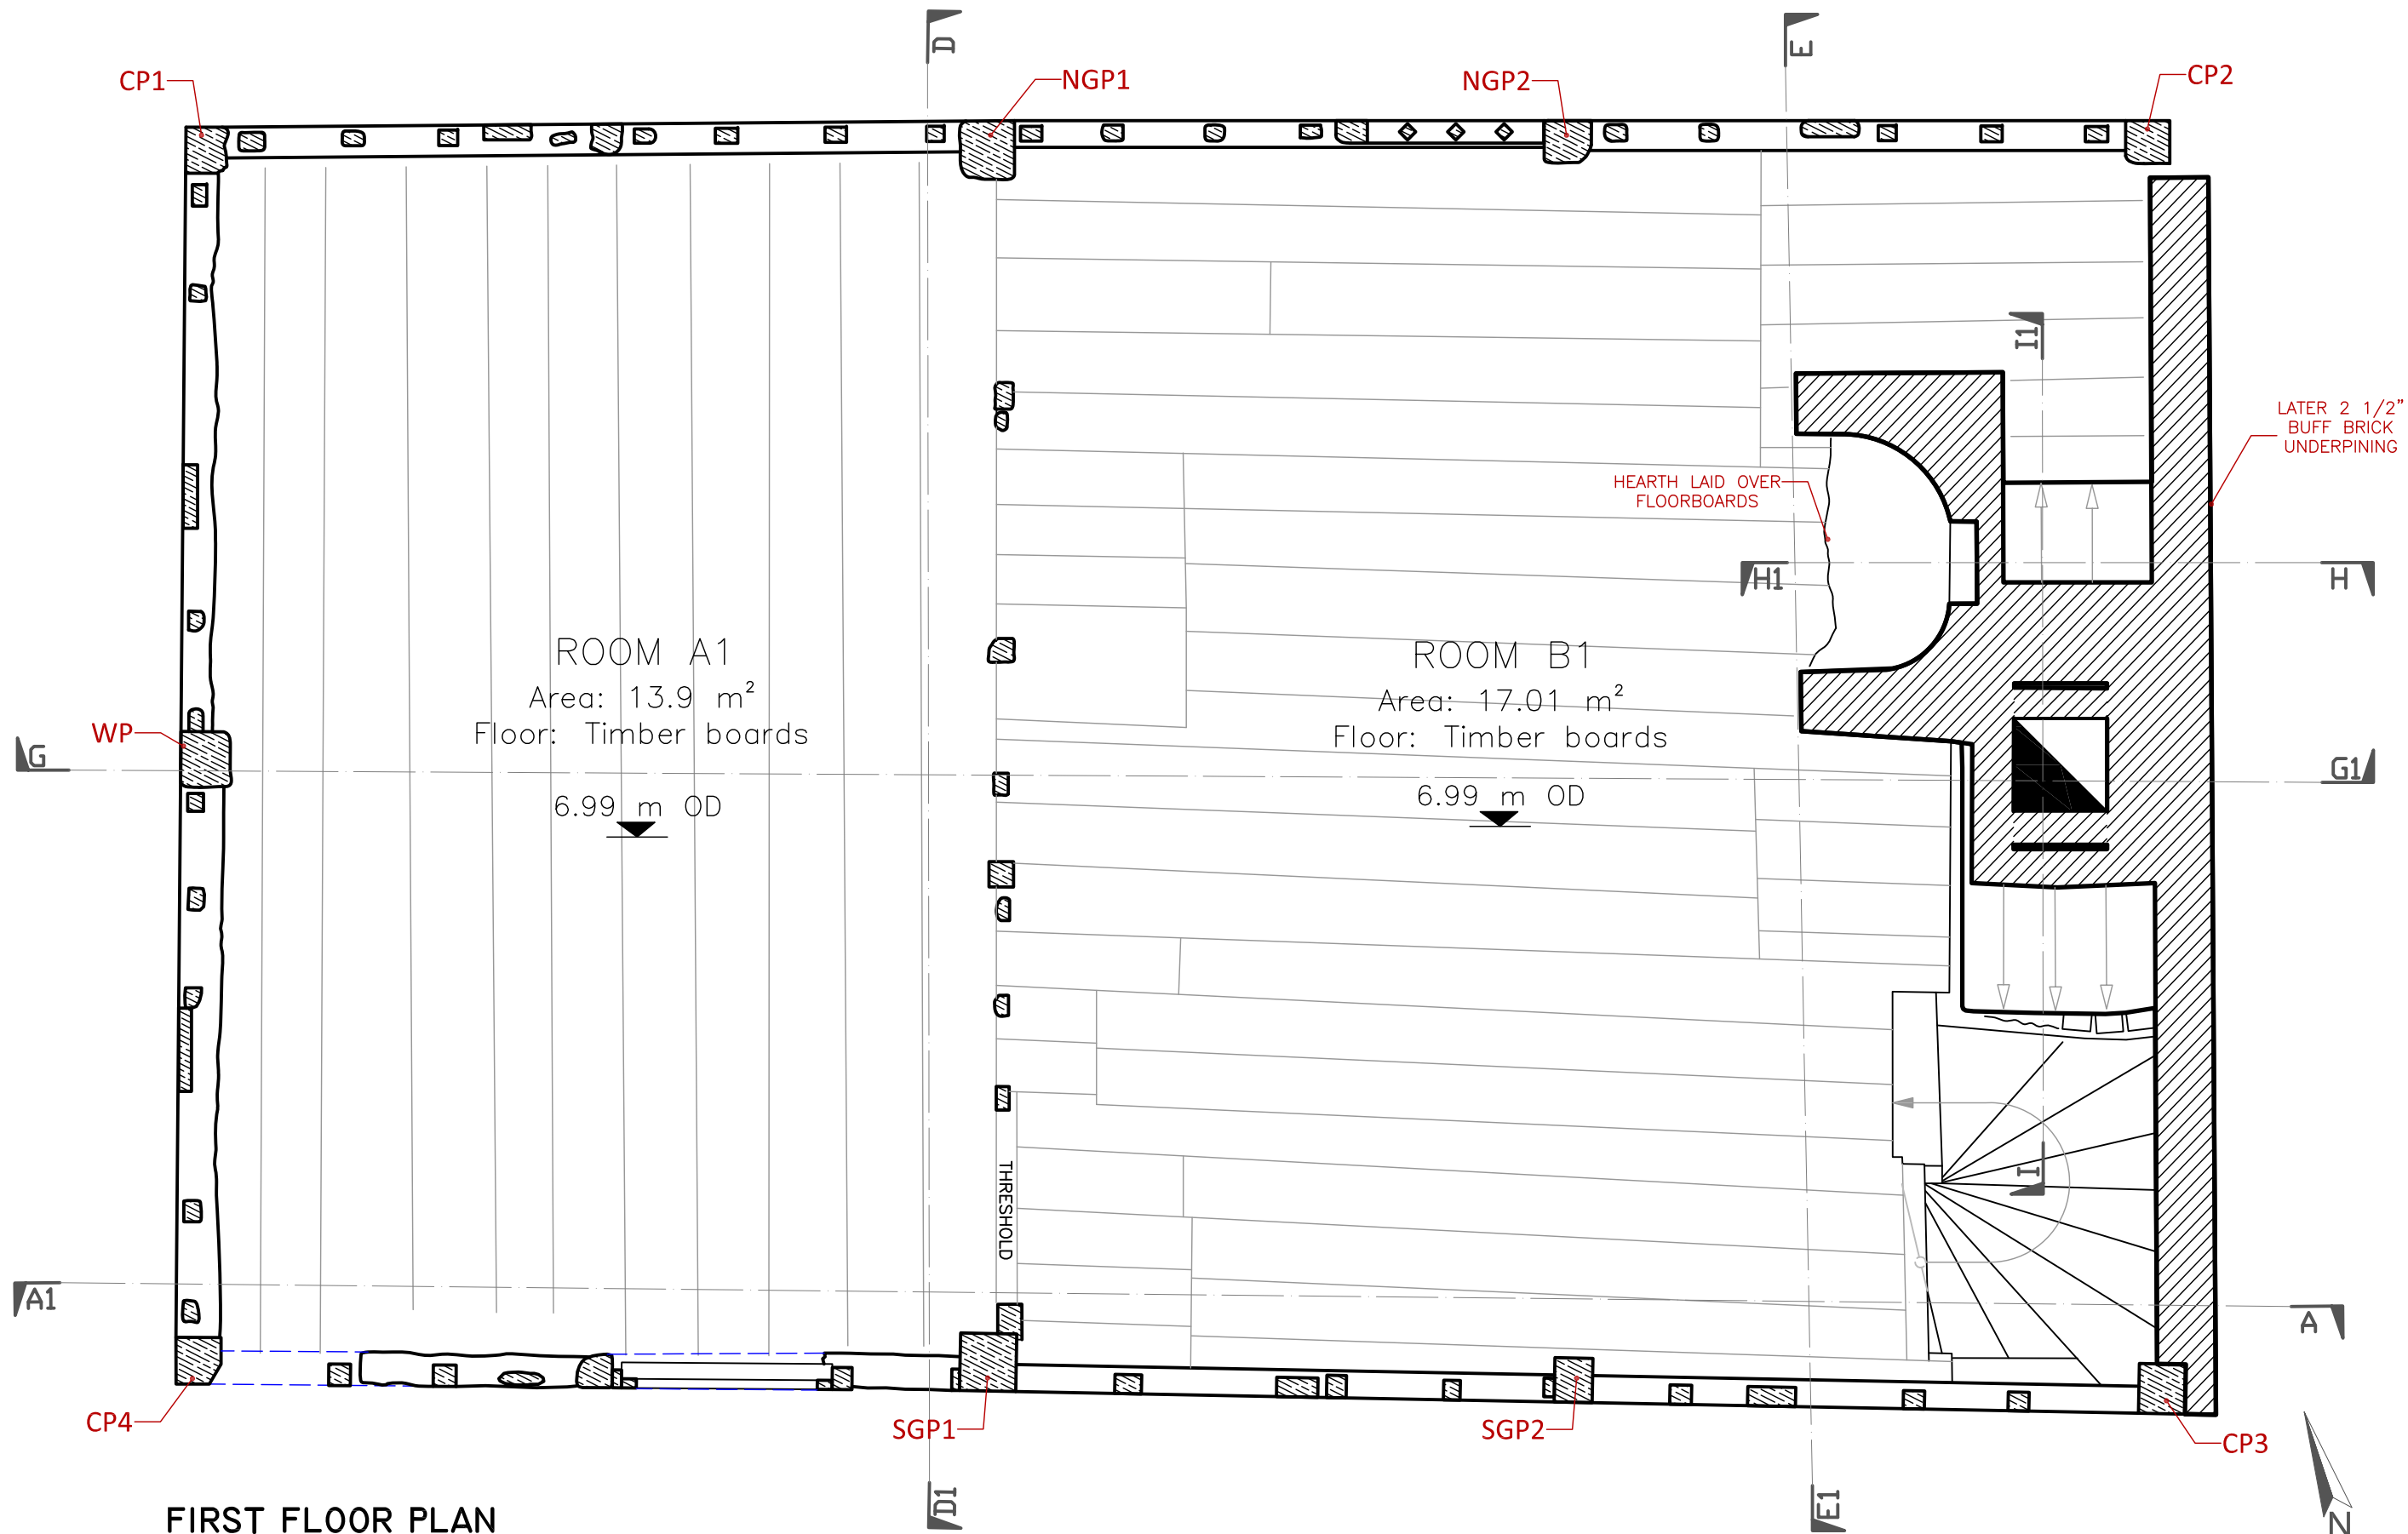 D
E
CP1
NGP1
NGP2
CP2
I1
LATER 2 1/2”
BUFF BRICK
UNDERPINING
HEARTH LAID OVER
FLOORBOARDS
H1
H
ROOM A1
Area: 13.9 m²
Floor: Timber boards
6.99 m OD
ROOM B1
Area: 17.01 m²
Floor: Timber boards
6.99 m OD
WP
G
G1
THRESHOLD
I
A1
A
CP4
SGP1
SGP2
CP3
D1
E1
N
FIRST FLOOR PLAN